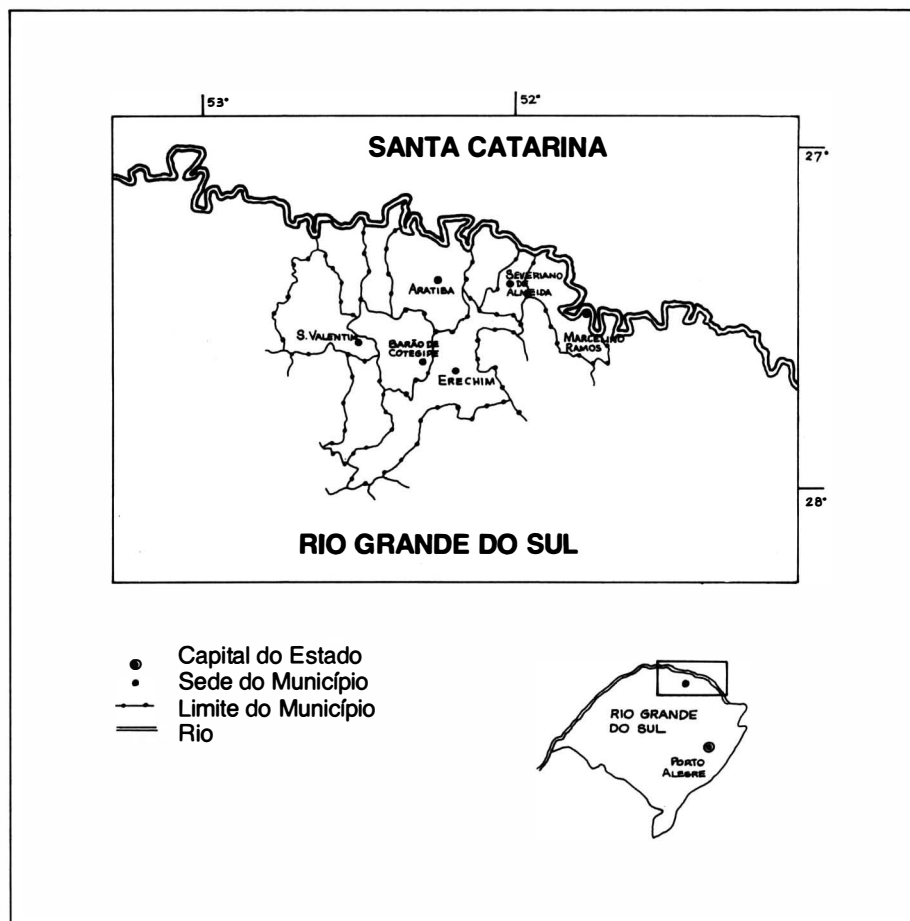 53°
52°
SANTA CATARINA
27°
SEVERIANO
DE
ALMEIDA
ARATIBA
MARCELINO
RAMOS
S. VALENTIM
BARÃO DE
COTEGIPE
ERECHIM
28°
RIO GRANDE DO SUL
Capital do Estado
Sede do Município
Limite do Município
Rio
RIO GRANDE
DO SUL
PORTO
ALEGRE